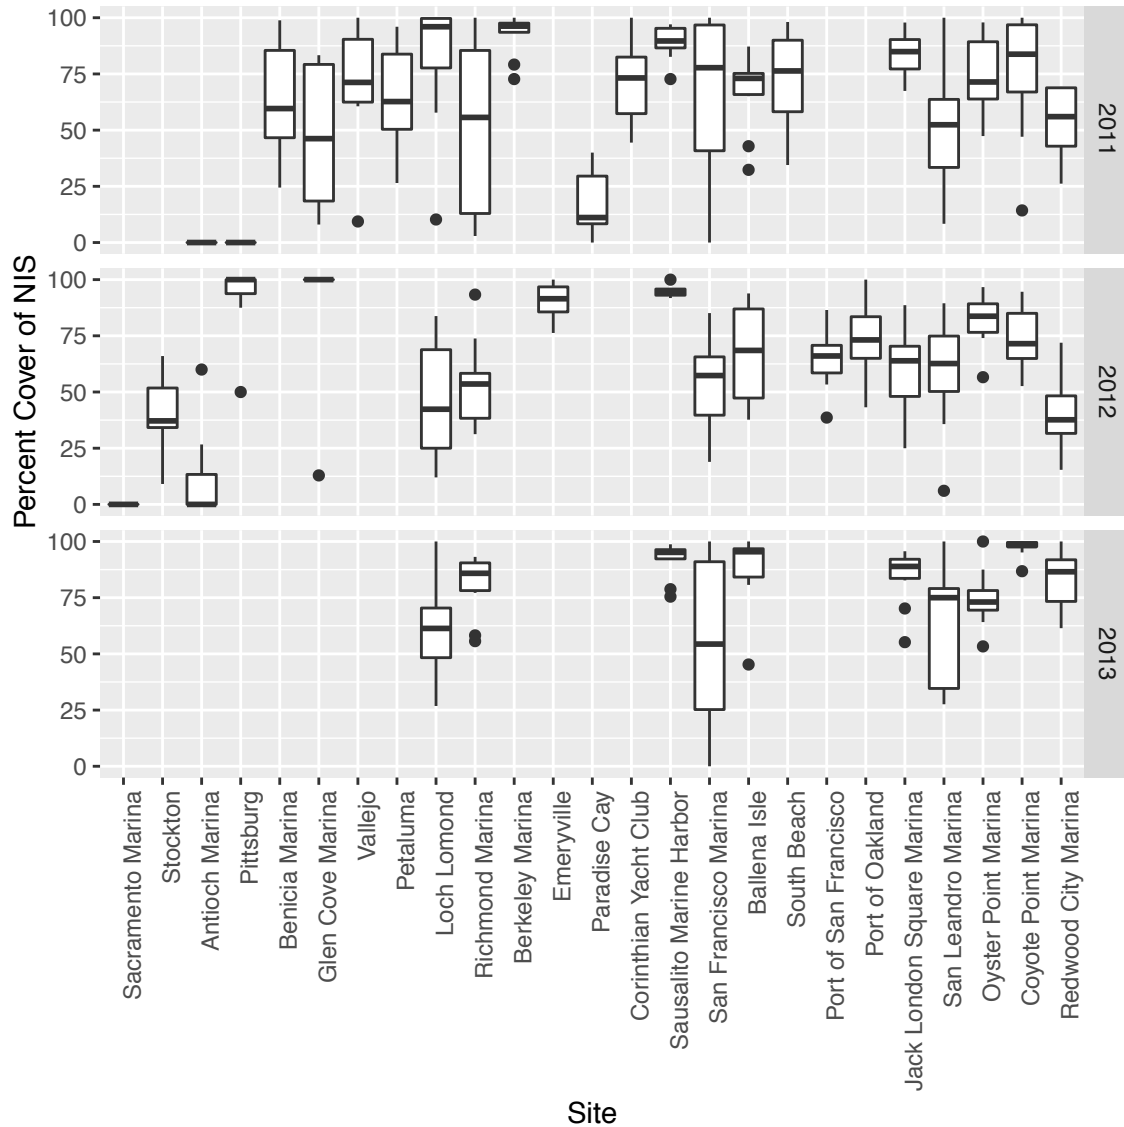 Percent Cover of NIS
100
75
50
25
0
2011
100
75
50
25
0
2012
100
75
50
25
0
2013
Sacramento Marina
Stockton
Antioch Marina
Pittsburg
Benicia Marina
Glen Cove Marina
Vallejo
Petaluma
Loch Lomond
Richmond Marina
Berkeley Marina
Emeryville
Paradise Cay
Corinthian Yacht Club
Sausalito Marine Harbor
San Francisco Marina
Ballena Isle
South Beach
Port of San Francisco
Port of Oakland
Jack London Square Marina
San Leandro Marina
Oyster Point Marina
Coyote Point Marina
Redwood City Marina
Site